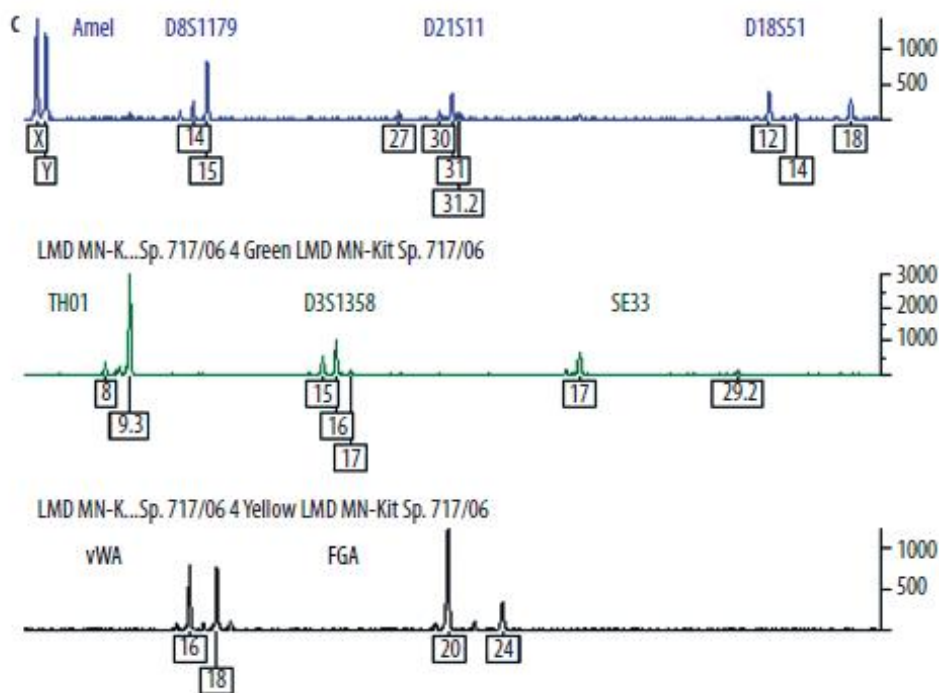 C Amel D8S1179 D21S11 D18S51
1000
500
X 14 27 30 12 14 18
Y 15 31
31.2
LMD MN-K...Sp. 717/06 4 Green LMD MN-Kit Sp. 717/06
3000
TH01 D3S1358 SE33
2000
1000
8 15 17 29.2
9.3 16
17
LMD MN-K...Sp. 717/06 4 Yellow LMD MN-Kit Sp. 717/06
vWA FGA
1000
500
16 20 24
18